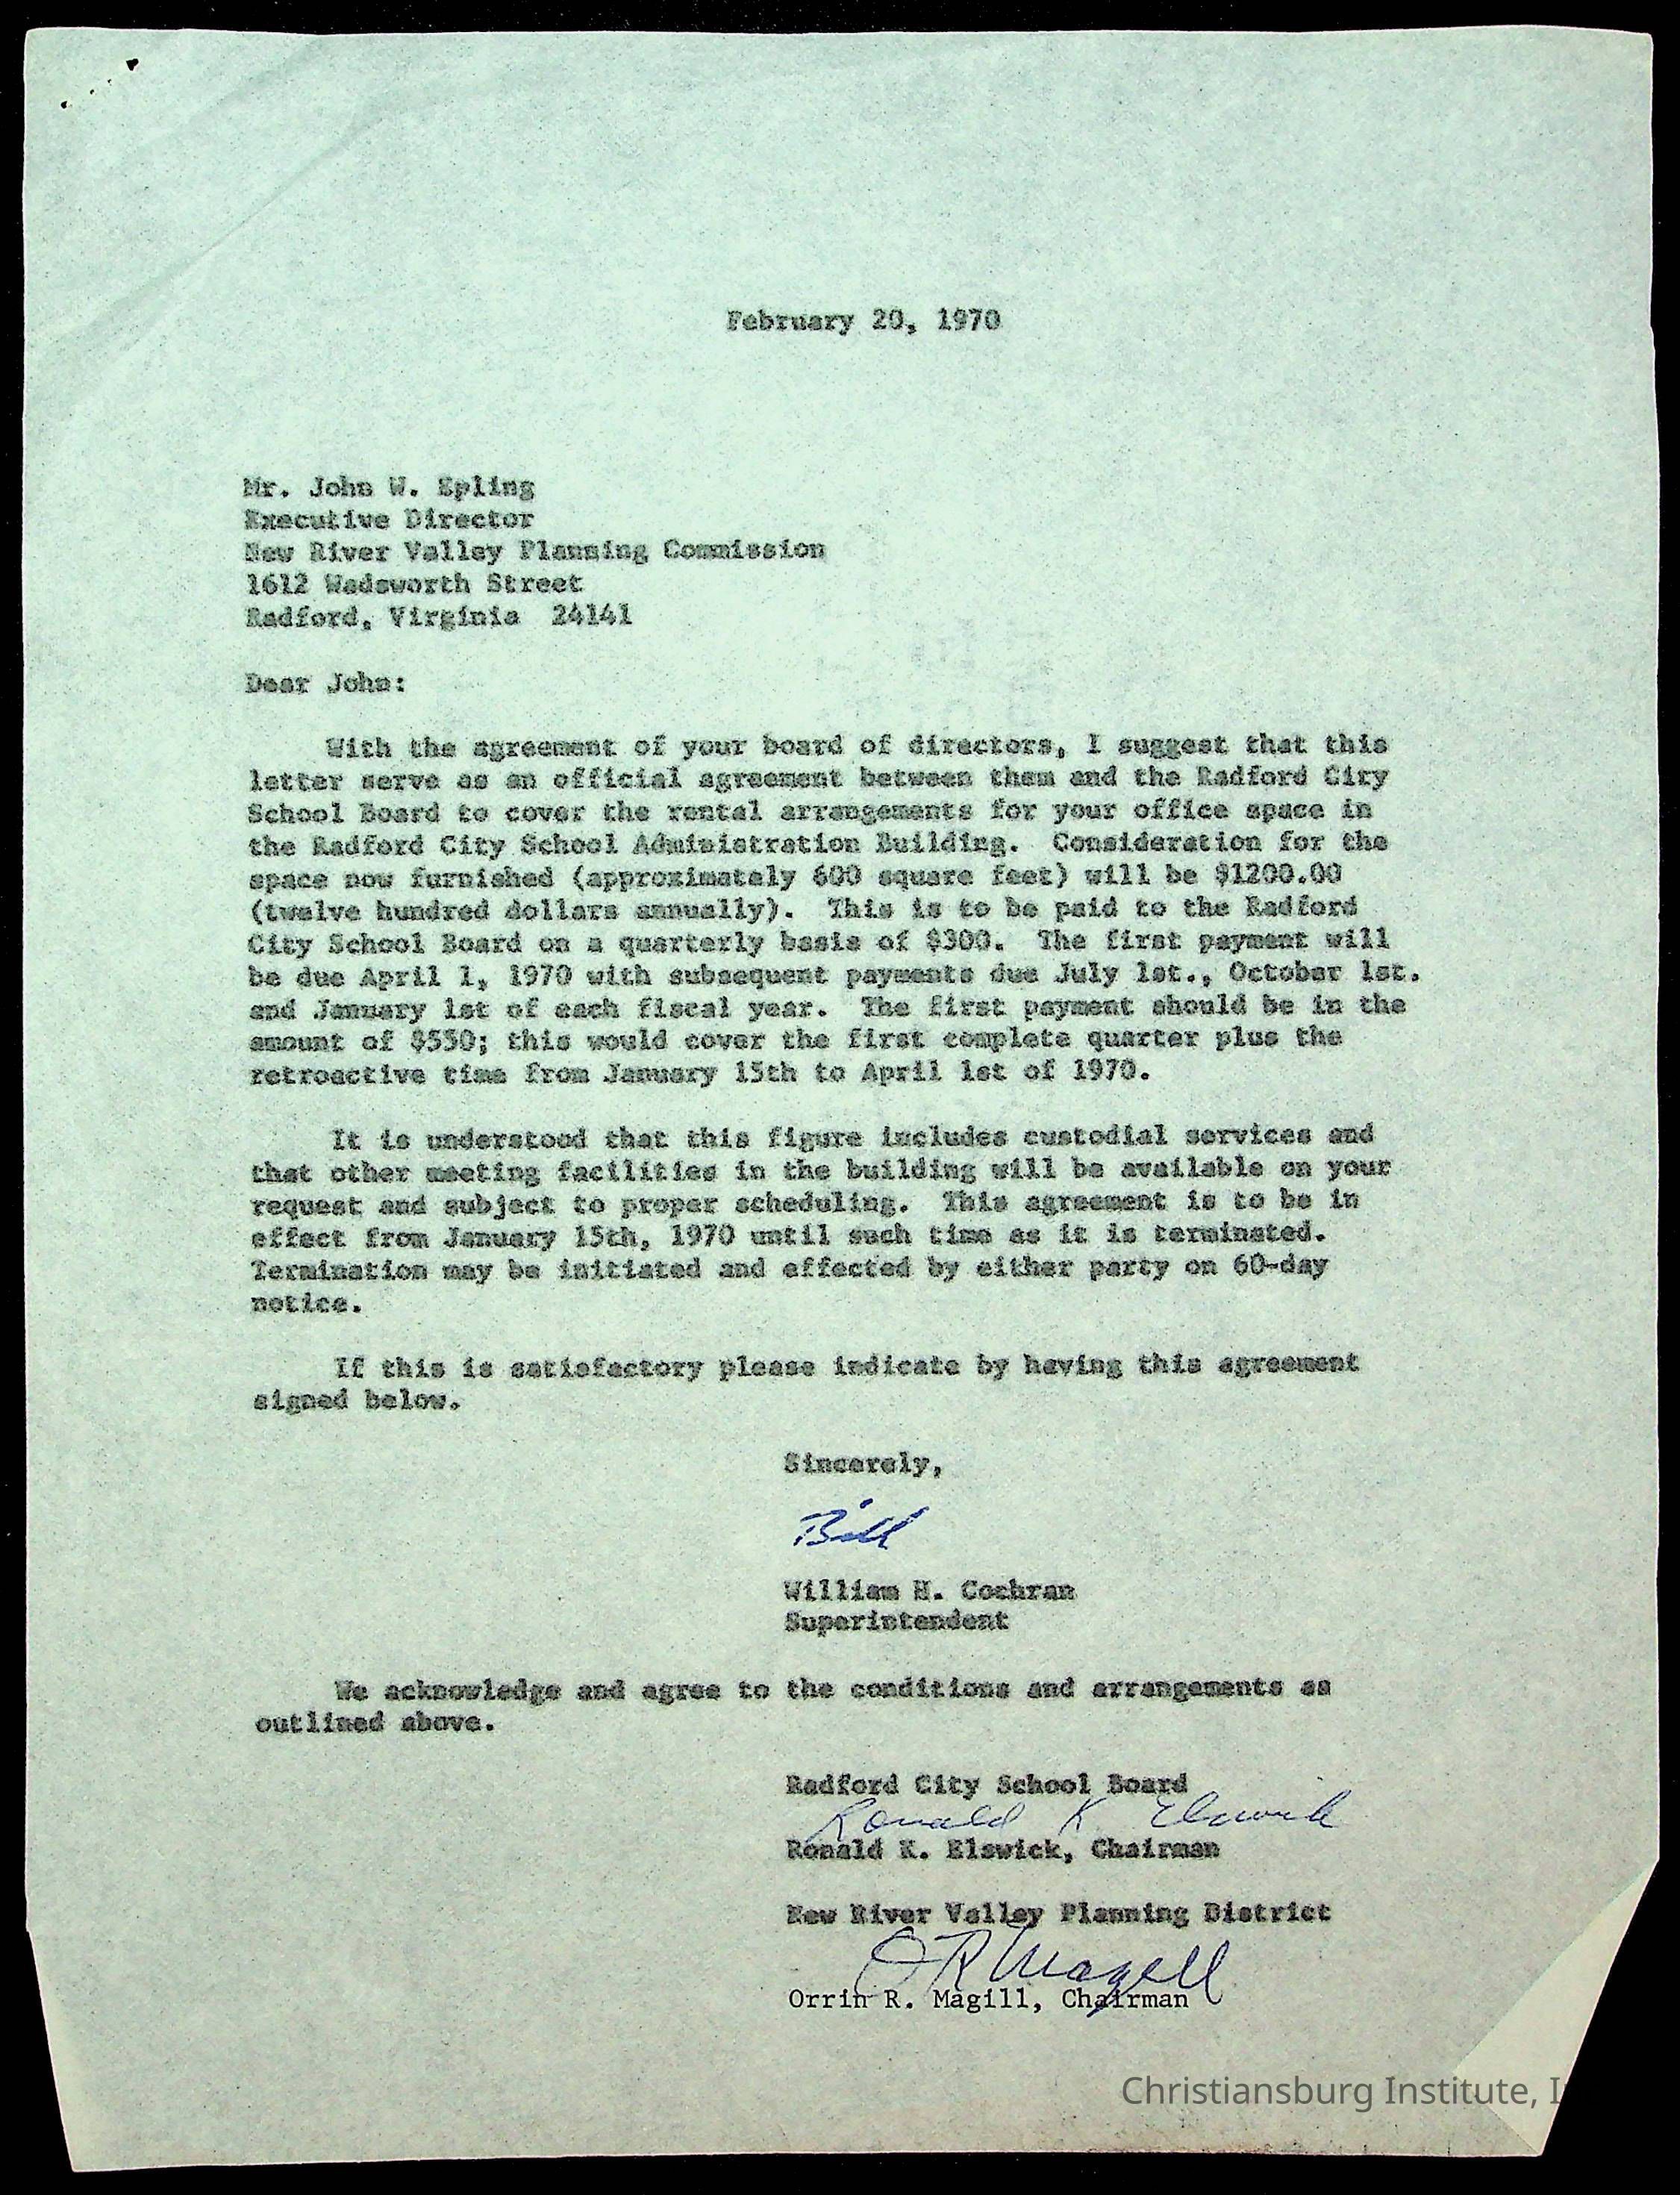 February 20, 1970
Mr. John W. Epling
Executive Director
New River Valley Planning Commission
1612 Wadsworth Street
Radford, Virginia 24141
Dear John:
With the agreement of your board of directors, I suggest that this
letter serve as an official agreement between them and the Radford City
School Board to cover the rental arrangements for your office space in
the Radford City School Administration Building. Consideration for the
space now furnished (approximately 600 square feet) will be $1200.00
(twelve hundred dollars annually). This is to be paid to the Radford
City School Board on a quarterly basis of $300. The first payment will
be due April 1, 1970 with subsequent payments due July 1st., October 1st.
and January 1st of each fiscal year. The first payment should be in the
amount of $550; this would cover the first complete quarter plus the
retroactive time from January 15th to April 1st of 1970.
It is understood that this figure includes custodial services and
that other meeting facilities in the building will be available on your
request and subject to proper scheduling. This agreement is to be in
effect from January 15th, 1970 until such time as it is terminated.
Termination may be initiated and effected by either party on 60-day
notice.
If this is satisfactory please indicate by having this agreement
signed below.
Sincerely,
Bill
William H. Cochran
Superintendent
We acknowledge and agree to the conditions and arrangements as
outlined above.
Radford City School Board
Ronald K. Elswick
Ronald K. Elswick, Chairman
New River Valley Planning District
O R Magill
Orrin R. Magill, Chairman
Christiansburg Institute, I